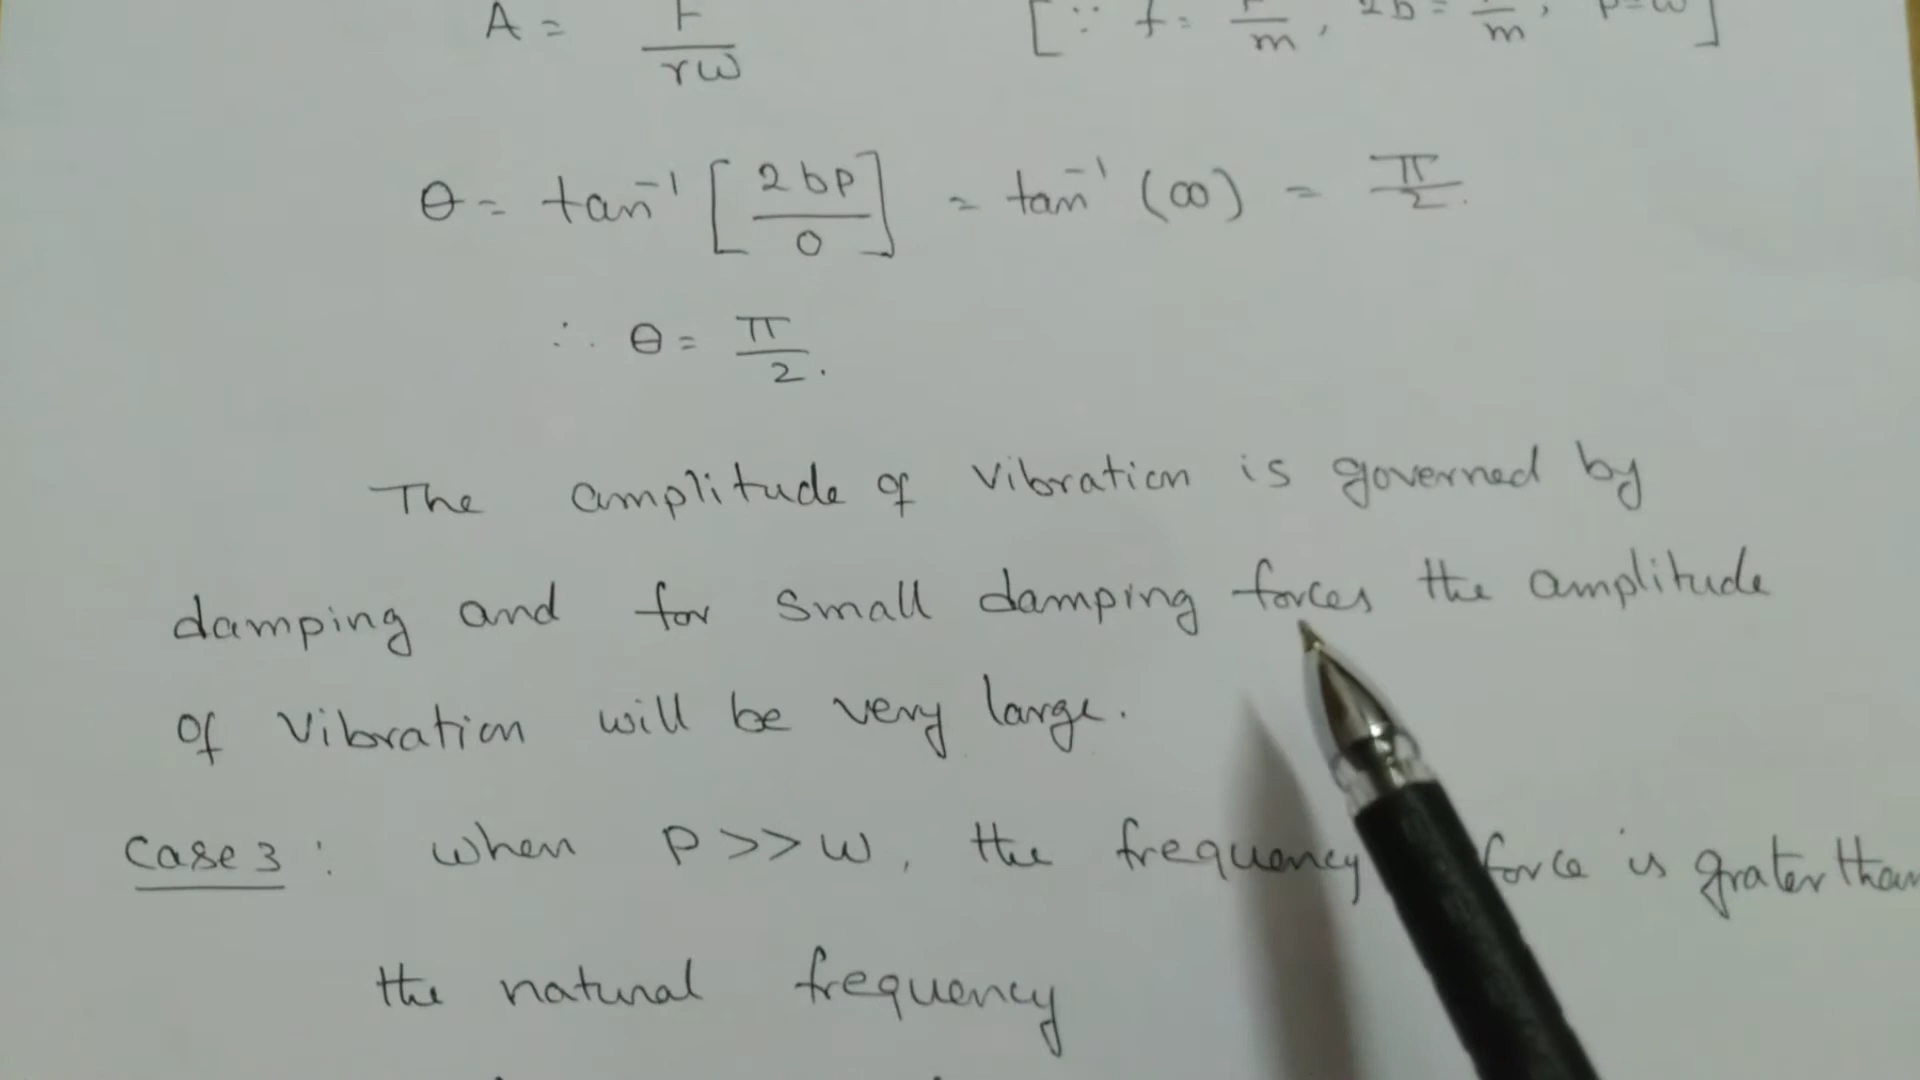 A = F/rω [∵ f = F/m, 2b = r/m, p=ω]
θ = tan⁻¹ [2bp/0] = tan⁻¹ (∞) = π/2.
∴ θ = π/2.
The amplitude of vibration is governed by
damping and for small damping forces the amplitude
of vibration will be very large.
Case 3 : when p >> ω, the frequency force is grater than
the natural frequency